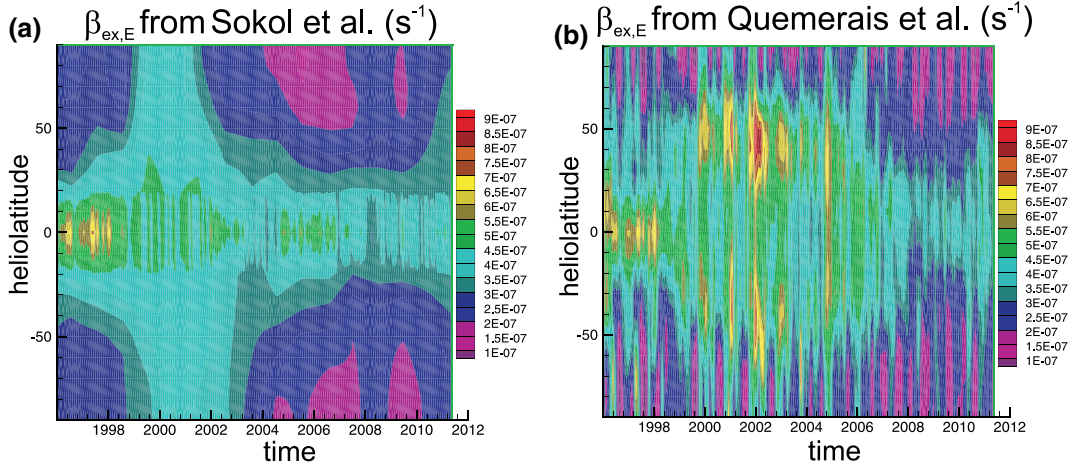 (a)
β_ex,E from Sokol et al. (s^-1)
heliolatitude
50
0
-50
1998
2000
2002
2004
2006
2008
2010
2012
time
9E-07
8.5E-07
8E-07
7.5E-07
7E-07
6.5E-07
6E-07
5.5E-07
5E-07
4.5E-07
4E-07
3.5E-07
3E-07
2.5E-07
2E-07
1.5E-07
1E-07
(b)
β_ex,E from Quemerais et al. (s^-1)
heliolatitude
50
0
-50
1998
2000
2002
2004
2006
2008
2010
2012
time
9E-07
8.5E-07
8E-07
7.5E-07
7E-07
6.5E-07
6E-07
5.5E-07
5E-07
4.5E-07
4E-07
3.5E-07
3E-07
2.5E-07
2E-07
1.5E-07
1E-07